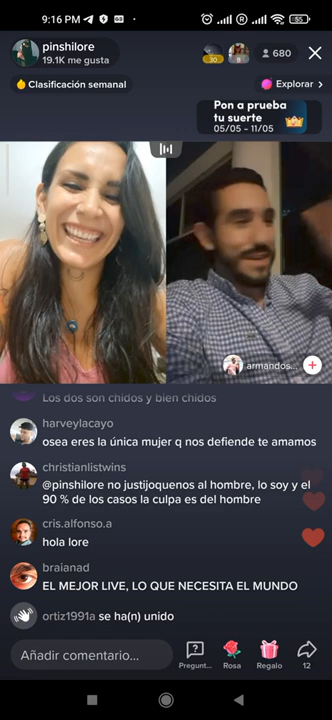 9:16 PM
55
pinshilore
19.1K me gusta
30
680
Clasificación semanal
Explorar
Pon a prueba
tu suerte
05/05 - 11/05
armandos...
Los dos son chidos y bien chidos
harveylacayo
osea eres la única mujer q nos defiende te amamos
christianlistwins
@pinshilore no justijoquenos al hombre, lo soy y el
90 % de los casos la culpa es del hombre
cris.alfonso.a
hola lore
braianad
EL MEJOR LIVE, LO QUE NECESITA EL MUNDO
ortiz1991a se ha(n) unido
Añadir comentario...
Pregunt...
Rosa
Regalo
12